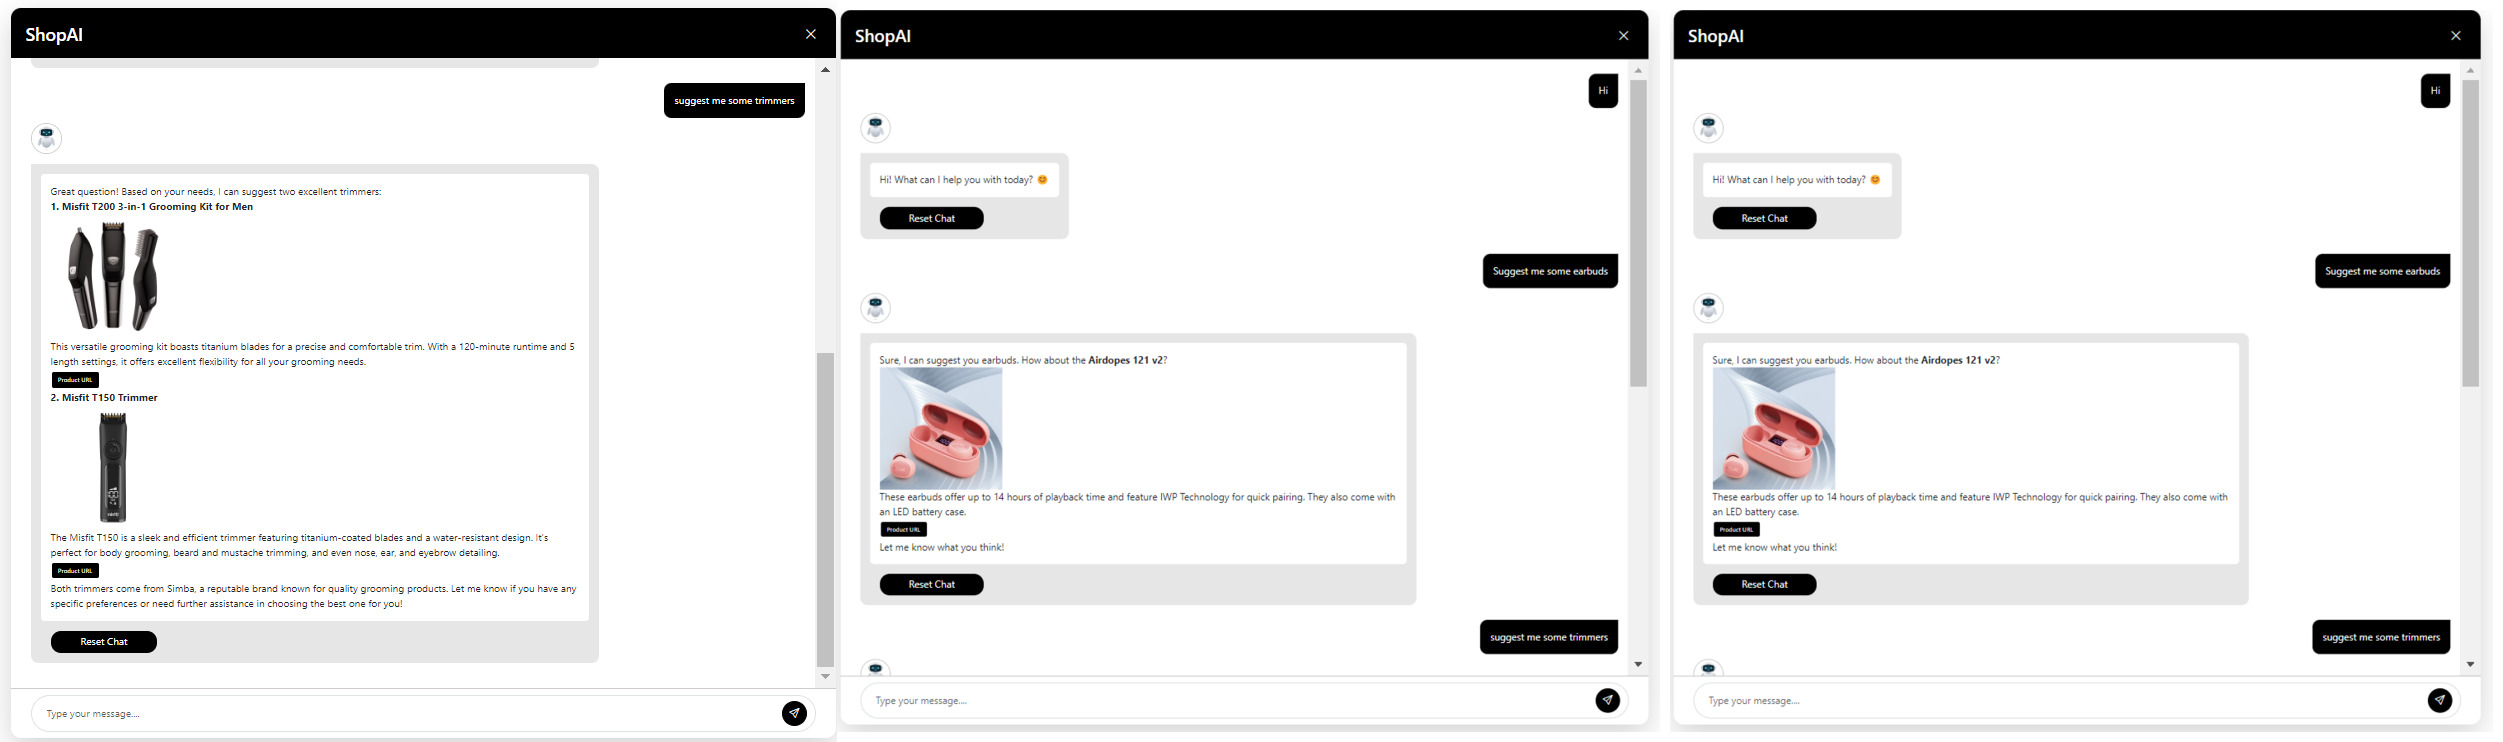 ShopAI
suggest me some trimmers
Great question! Based on your needs, I can suggest two excellent trimmers:
1. Misfit T200 3-in-1 Grooming Kit for Men
This versatile grooming kit boasts titanium blades for a precise and comfortable trim. With a 120-minute runtime and 5
length settings, it offers excellent flexibility for all your grooming needs.
Product URL
2. Misfit T150 Trimmer
The Misfit T150 is a sleek and efficient trimmer featuring titanium-coated blades and a water-resistant design. It's
perfect for body grooming, beard and mustache trimming, and even nose, ear, and eyebrow detailing.
Product URL
Both trimmers come from Simba, a reputable brand known for quality grooming products. Let me know if you have any
specific preferences or need further assistance in choosing the best one for you!
Reset Chat
Type your message....
ShopAI
Hi
Hi! What can I help you with today? 😊
Reset Chat
Suggest me some earbuds
Sure, I can suggest you earbuds. How about the Airdopes 121 v2?
These earbuds offer up to 14 hours of playback time and feature IWP Technology for quick pairing. They also come with
an LED battery case.
Product URL
Let me know what you think!
Reset Chat
suggest me some trimmers
Type your message....
ShopAI
Hi
Hi! What can I help you with today? 😊
Reset Chat
Suggest me some earbuds
Sure, I can suggest you earbuds. How about the Airdopes 121 v2?
These earbuds offer up to 14 hours of playback time and feature IWP Technology for quick pairing. They also come with
an LED battery case.
Product URL
Let me know what you think!
Reset Chat
suggest me some trimmers
Type your message....